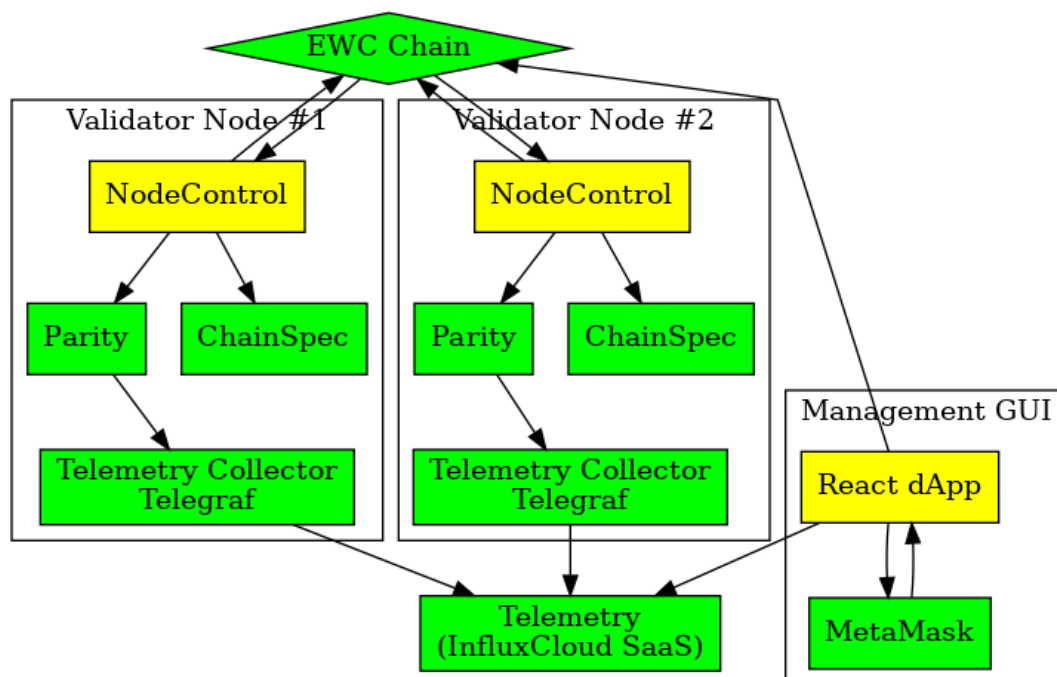 EWC Chain
Validator Node #1
Validator Node #2
NodeControl
NodeControl
Parity
ChainSpec
Parity
ChainSpec
Management GUI
Telemetry Collector
Telegraf
Telemetry Collector
Telegraf
React dApp
Telemetry
(InfluxCloud SaaS)
MetaMask